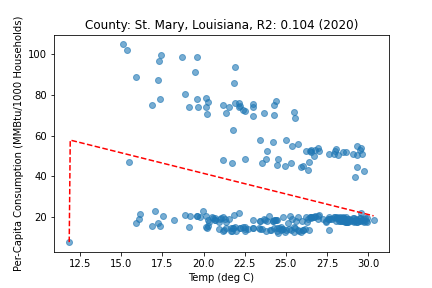 County: St. Mary, Louisiana, R2: 0.104 (2020)
Per-Capita Consumption (MMBtu/1000 Households)
100
80
60
40
20
12.5 15.0 17.5 20.0 22.5 25.0 27.5 30.0
Temp (deg C)